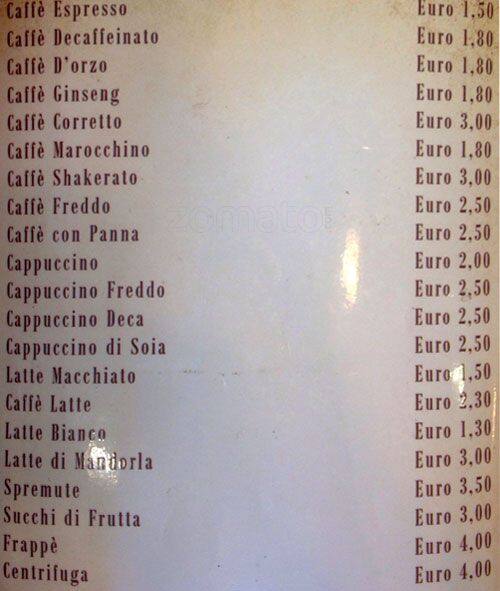 Caffè Espresso Euro 1,50
Caffè Decaffeinato Euro 1,80
Caffè D'orzo Euro 1,80
Caffè Ginseng Euro 1,80
Caffè Corretto Euro 3,00
Caffè Marocchino Euro 1,80
Caffè Shakerato Euro 3,00
Caffè Freddo Euro 2,50
zomato
Caffè con Panna Euro 2,50
Cappuccino Euro 2,00
Cappuccino Freddo Euro 2,50
Cappuccino Deca Euro 2,50
Cappuccino di Soia Euro 2,50
Latte Macchiato Euro 1,50
Caffè Latte Euro 2,30
Latte Bianco Euro 1,30
Latte di Mandorla Euro 3,00
Spremute Euro 3,50
Succhi di Frutta Euro 3,00
Frappè Euro 4,00
Centrifuga Euro 4,00